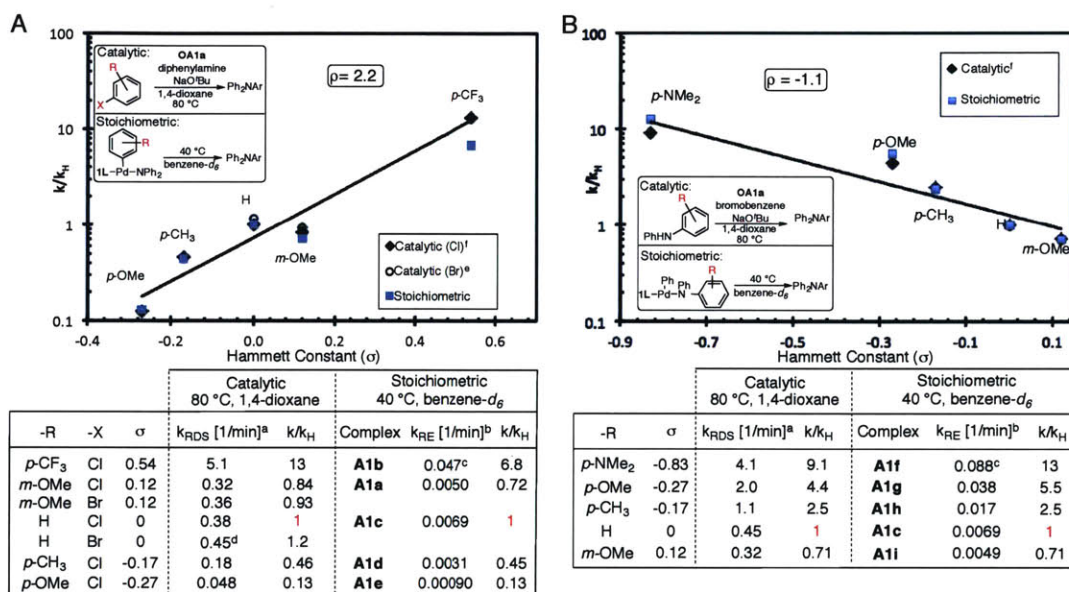 A
100
10
1
0.1
k/k_H
Catalytic:
OA1a
diphenylamine
NaOᵗBu
1,4-dioxane
80 °C
R
X
Ph₂NAr
Stoichiometric:
R
1L–Pd–NPh₂
40 °C
benzene-d₆
Ph₂NAr
ρ= 2.2
p-CF₃
H
p-CH₃
p-OMe
m-OMe
Catalytic (Cl)ᶠ
Catalytic (Br)ᵉ
Stoichiometric
-0.4 -0.2 0.0 0.2 0.4 0.6
Hammett Constant (σ)
Catalytic Stoichiometric
80 °C, 1,4-dioxane 40 °C, benzene-d₆
-R -X σ k_RDS [1/min]ᵃ k/k_H Complex k_RE [1/min]ᵇ k/k_H
p-CF₃ Cl 0.54 5.1 13 A1b 0.047ᶜ 6.8
m-OMe Cl 0.12 0.32 0.84 A1a 0.0050 0.72
m-OMe Br 0.12 0.36 0.93
H Cl 0 0.38 1 A1c 0.0069 1
H Br 0 0.45ᵈ 1.2
p-CH₃ Cl -0.17 0.18 0.46 A1d 0.0031 0.45
p-OMe Cl -0.27 0.048 0.13 A1e 0.00090 0.13
B
100
10
1
0.1
k/k_H
ρ = -1.1
Catalyticᶠ
Stoichiometric
p-NMe₂
p-OMe
p-CH₃
H
m-OMe
Catalytic:
R
PhHN
OA1a
bromobenzene
NaOᵗBu
1,4-dioxane
80 °C
Ph₂NAr
Stoichiometric:
R
Ph Ph
1L–Pd–N
40 °C
benzene-d₆
Ph₂NAr
-0.9 -0.7 -0.5 -0.3 -0.1 0.1
Hammett Constant (σ)
Catalytic Stoichiometric
80 °C, 1,4-dioxane 40 °C, benzene-d₆
-R σ k_RDS [1/min]ᵃ k/k_H Complex k_RE [1/min]ᵇ k/k_H
p-NMe₂ -0.83 4.1 9.1 A1f 0.088ᶜ 13
p-OMe -0.27 2.0 4.4 A1g 0.038 5.5
p-CH₃ -0.17 1.1 2.5 A1h 0.017 2.5
H 0 0.45 1 A1c 0.0069 1
m-OMe 0.12 0.32 0.71 A1i 0.0049 0.71